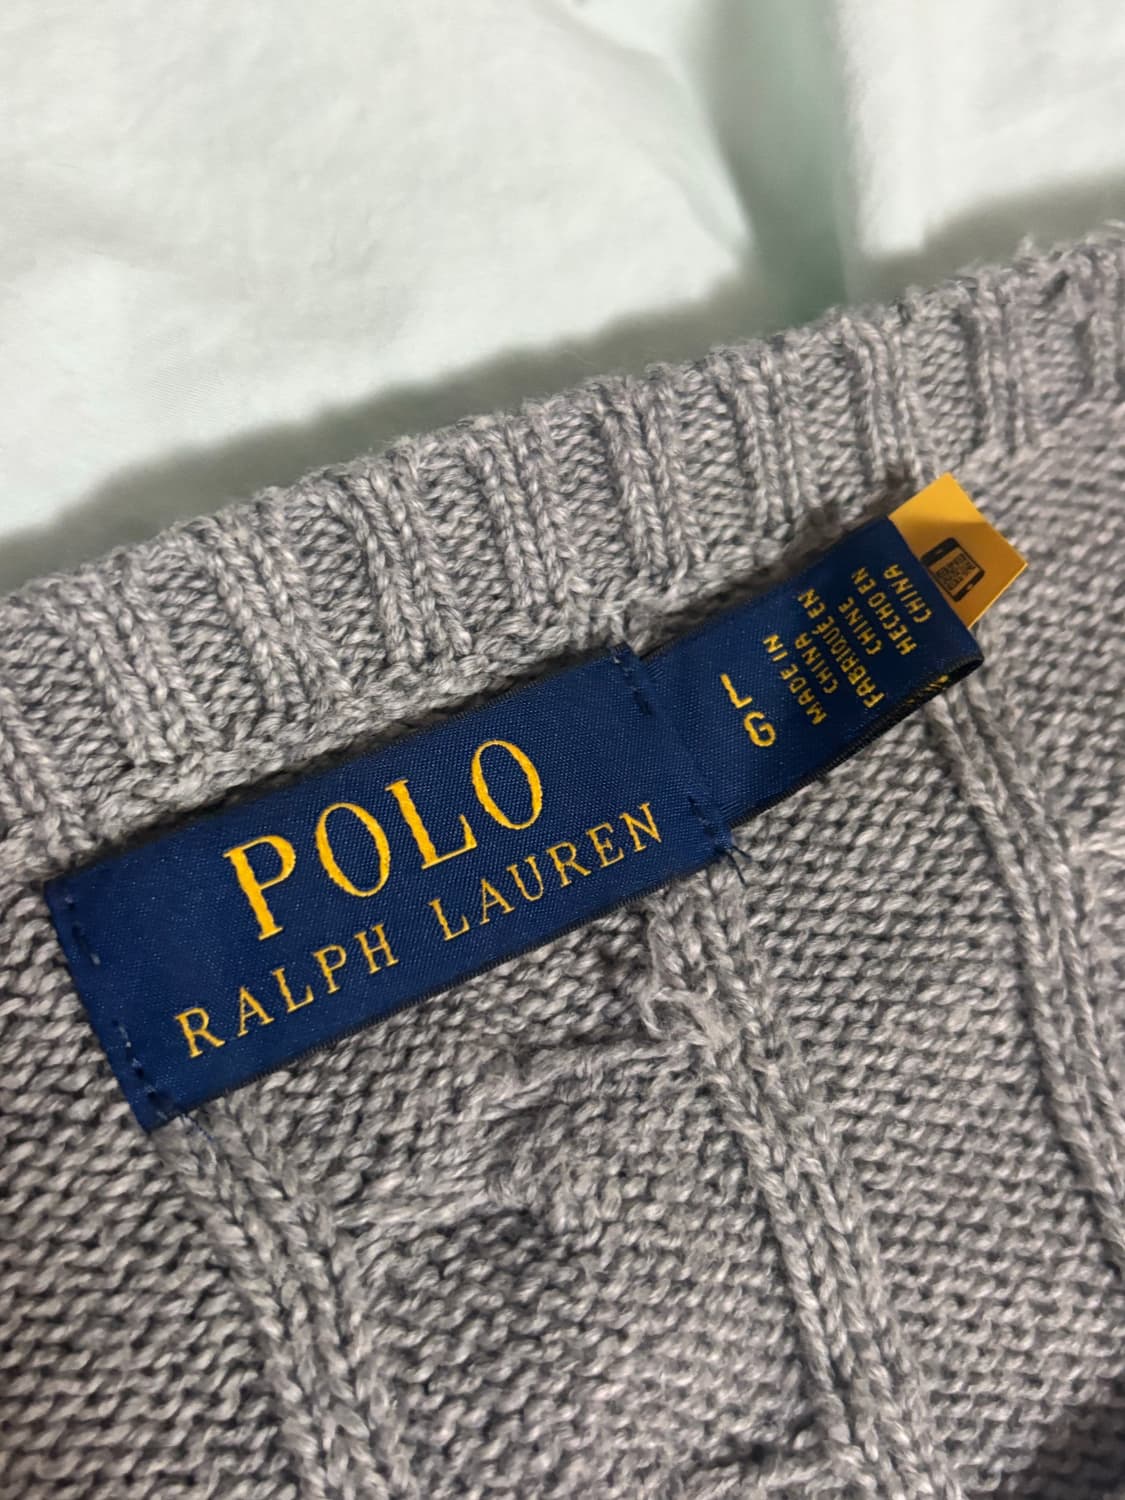 POLO
RALPH LAUREN
L
G
MADE IN
CHINA
FABRIQUÉ EN
CHINE
HECHO EN
CHINA